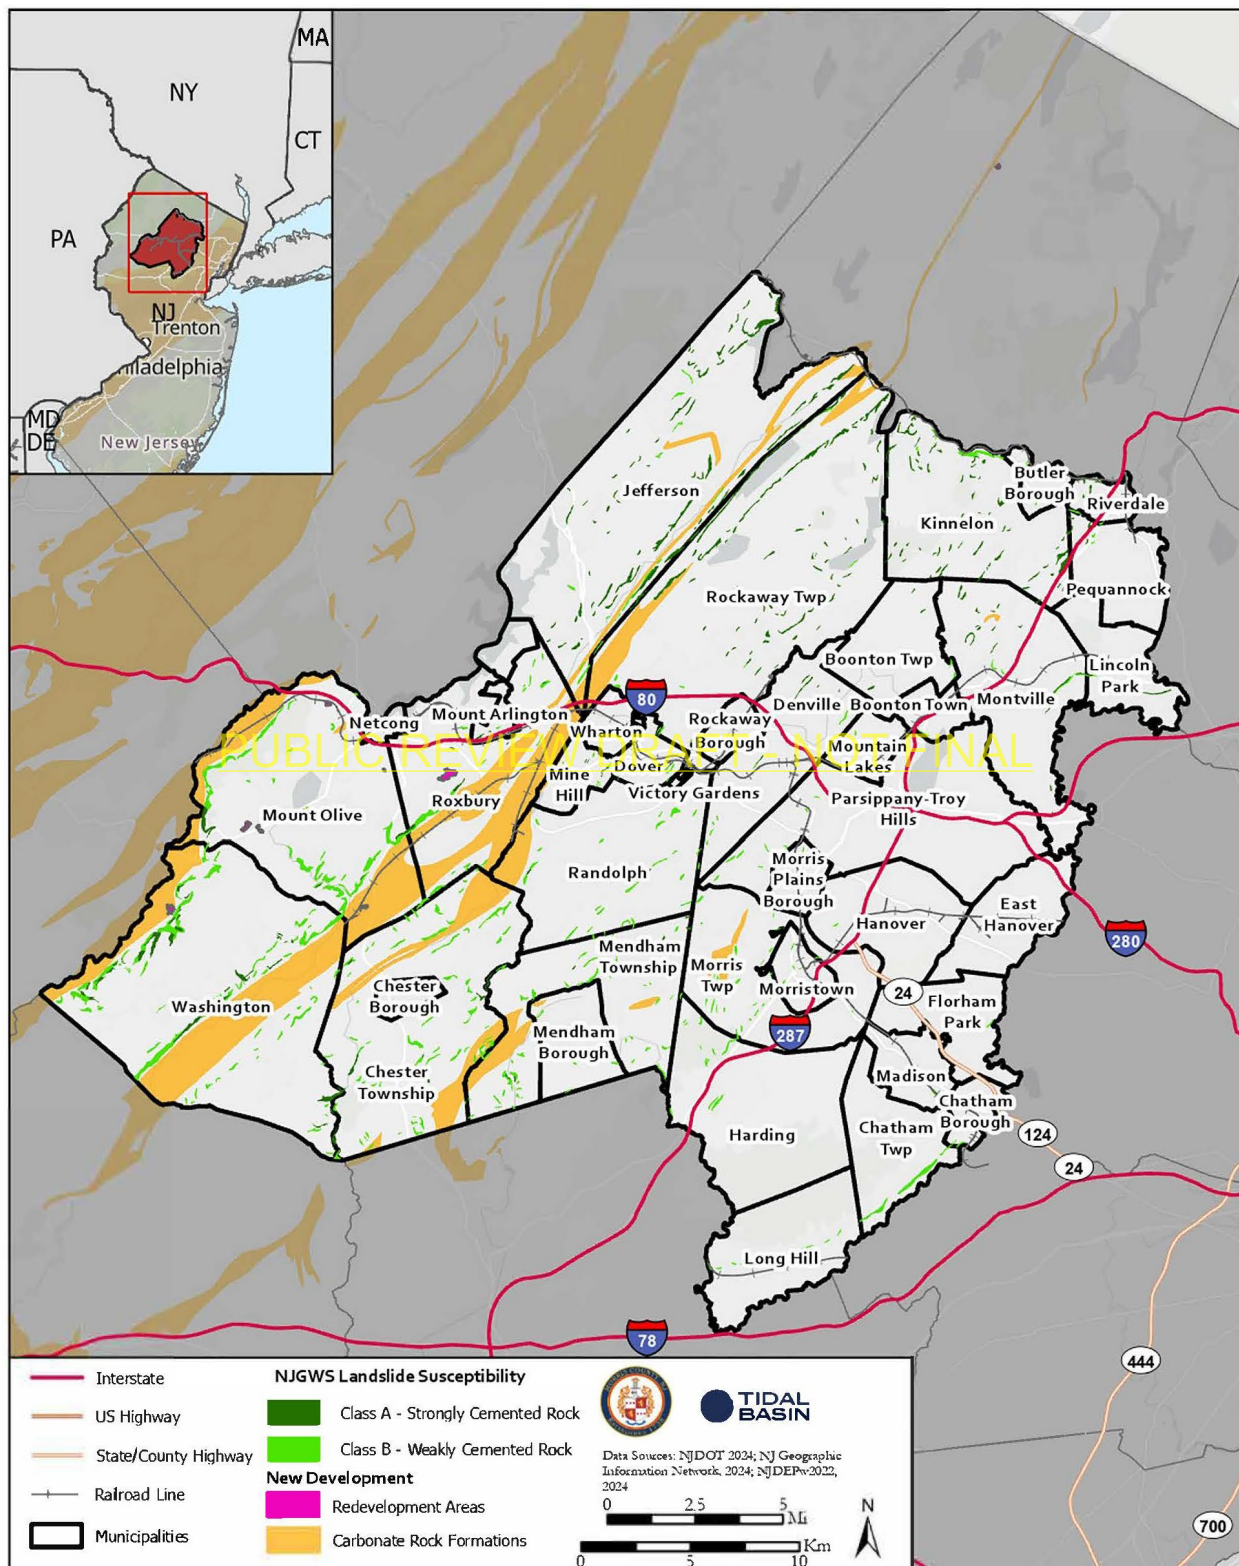 MA
NY
CT
PA
NJ
Trenton
hiladelphia
MD
DE
New Jersey
Jefferson
Butler
Borough
Riverdale
Kinnelon
Pequannock
Rockaway Twp
Boonton Twp
Lincoln
Park
80
Denville
Boonton Town
Montville
Netcong
Mount Arlington
Wharton
Rockaway
Borough
PUBLIC REVIEW DRAFT - NOT FINAL
Mountain
Lakes
Dover
Mine
Hill
Victory Gardens
Roxbury
Parsippany-Troy
Hills
Mount Olive
Randolph
Morris
Plains
Borough
East
Hanover
Hanover
280
Mendham
Township
Morris
Twp
Morristown
24
Florham
Park
Washington
Chester
Borough
287
Mendham
Borough
Chester
Township
Madison
Chatham
Borough
Harding
Chatham
Twp
124
24
Long Hill
78
444
700
Interstate
US Highway
State/County Highway
Railroad Line
Municipalities
NJGWS Landslide Susceptibility
Class A - Strongly Cemented Rock
Class B - Weakly Cemented Rock
New Development
Redevelopment Areas
Carbonate Rock Formations
TIDAL
BASIN
Data Sources: NJDOT 2024; NJ Geographic
Information Network, 2024; NJDEPw2022,
2024
0 2.5 5
Mi
Km
0 5 10
N